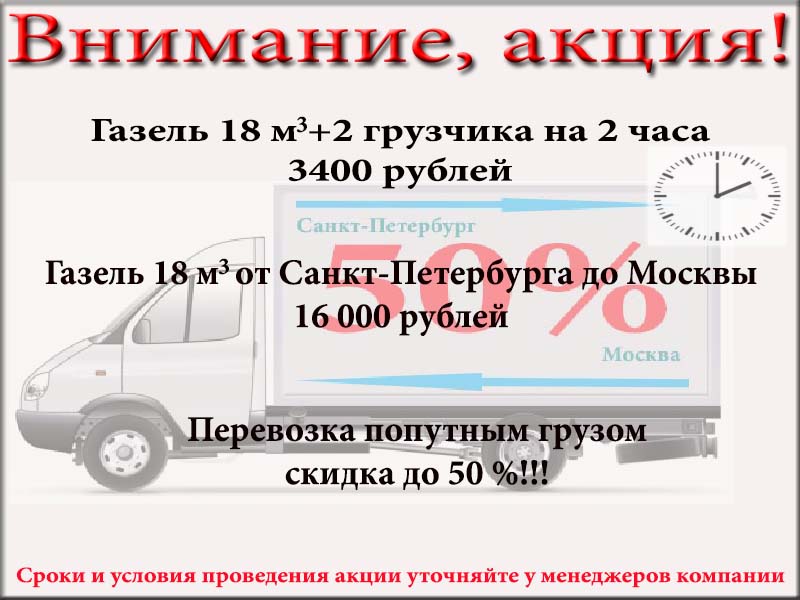 Внимание, акция!
Газель 18 м³+2 грузчика на 2 часа
3400 рублей
Санкт-Петербург
50%
Газель 18 м³ от Санкт-Петербурга до Москвы
16 000 рублей
Москва
Перевозка попутным грузом
скидка до 50 %!!!
Сроки и условия проведения акции уточняйте у менеджеров компании